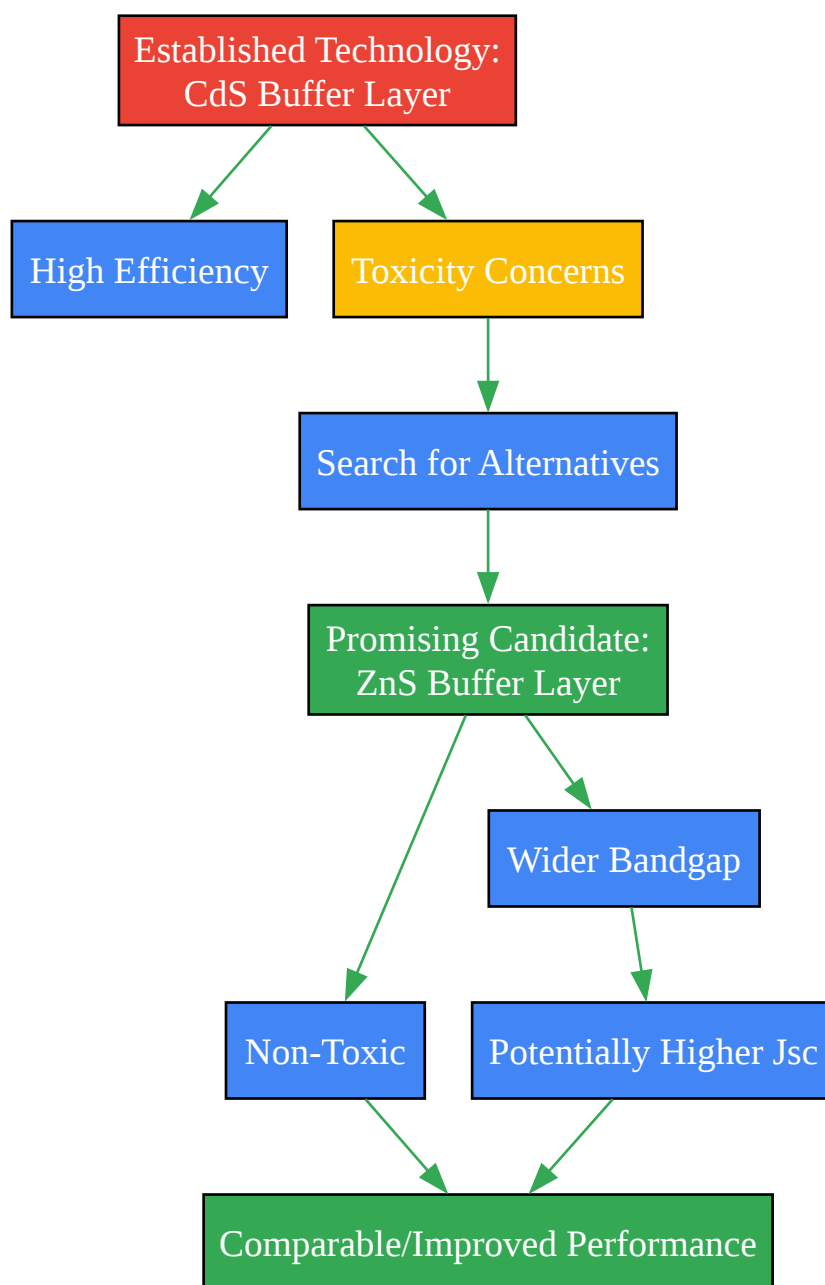 Established Technology:
CdS Buffer Layer
High Efficiency
Toxicity Concerns
Search for Alternatives
Promising Candidate:
ZnS Buffer Layer
Wider Bandgap
Non-Toxic
Potentially Higher Jsc
Comparable/Improved Performance